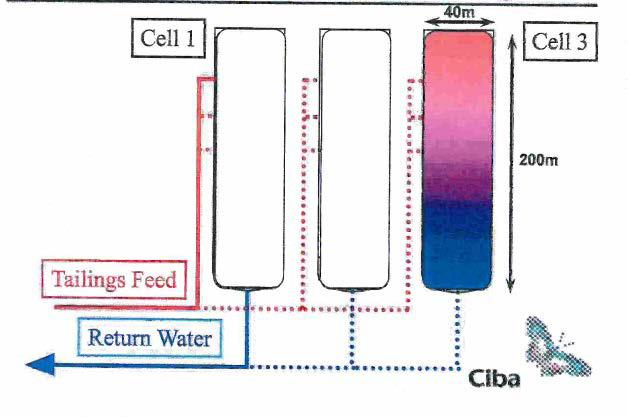 40m
Cell 1
Cell 3
200m
Tailings Feed
Return Water
Ciba